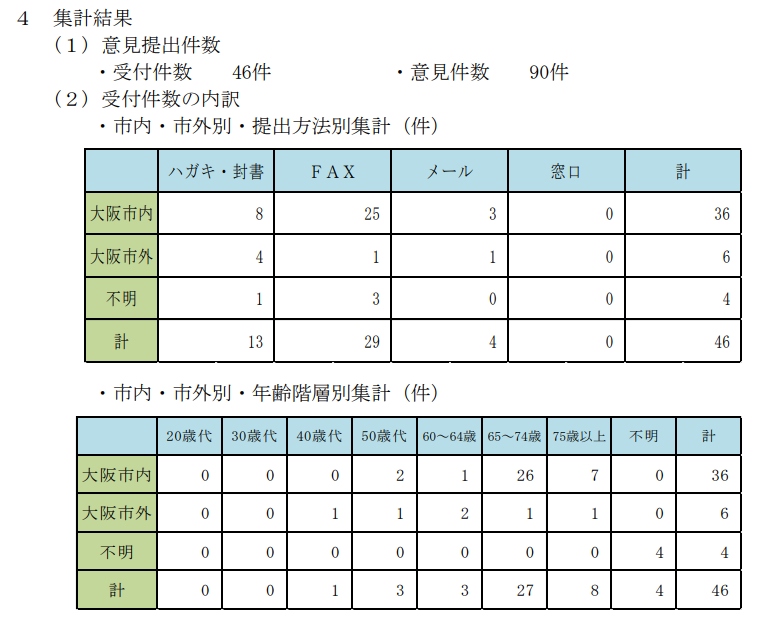 ４　集計結果
（１）意見提出件数
・受付件数　　46件　　　　　　・意見件数　　90件
（２）受付件数の内訳
・市内・市外別・提出方法別集計（件）
ハガキ・封書　ＦＡＸ　メール　窓口　計
大阪市内　8　25　3　0　36
大阪市外　4　1　1　0　6
不明　1　3　0　0　4
計　13　29　4　0　46
・市内・市外別・年齢階層別集計（件）
20歳代　30歳代　40歳代　50歳代　60～64歳　65～74歳　75歳以上　不明　計
大阪市内　0　0　0　2　1　26　7　0　36
大阪市外　0　0　1　1　2　1　1　0　6
不明　0　0　0　0　0　0　0　4　4
計　0　0　1　3　3　27　8　4　46